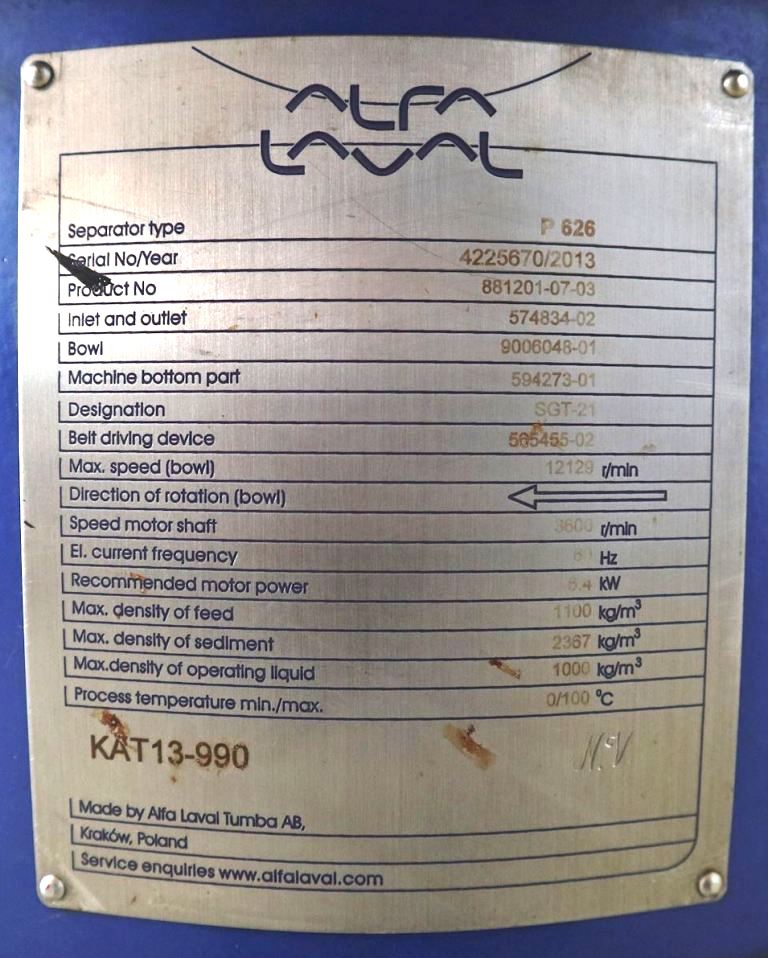 ALFA
LAVAL
Separator type P 626
Serial No/Year 4225670/2013
Product No 881201-07-03
Inlet and outlet 574834-02
Bowl 9006048-01
Machine bottom part 594273-01
Designation SGT-21
Belt driving device 565455-02
Max. speed (bowl) 12129 r/min
Direction of rotation (bowl)
Speed motor shaft 3600 r/min
El. current frequency Hz
Recommended motor power kW
Max. density of feed 1100 kg/m³
Max. density of sediment 2367 kg/m³
Max.density of operating liquid 1000 kg/m³
Process temperature min./max. 0/100 °C
KAT13-990
Made by Alfa Laval Tumba AB,
Kraków, Poland
Service enquiries www.alfalaval.com